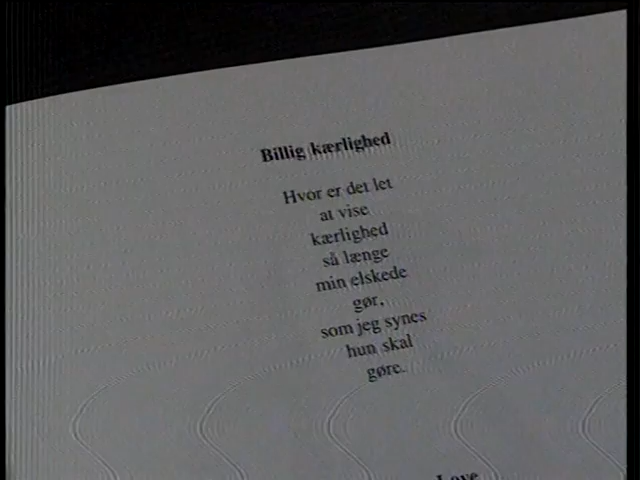 Billig kærlighed
Hvor er det let
at vise
kærlighed
så længe
min elskede
gør,
som jeg synes
hun skal
gøre.
Love